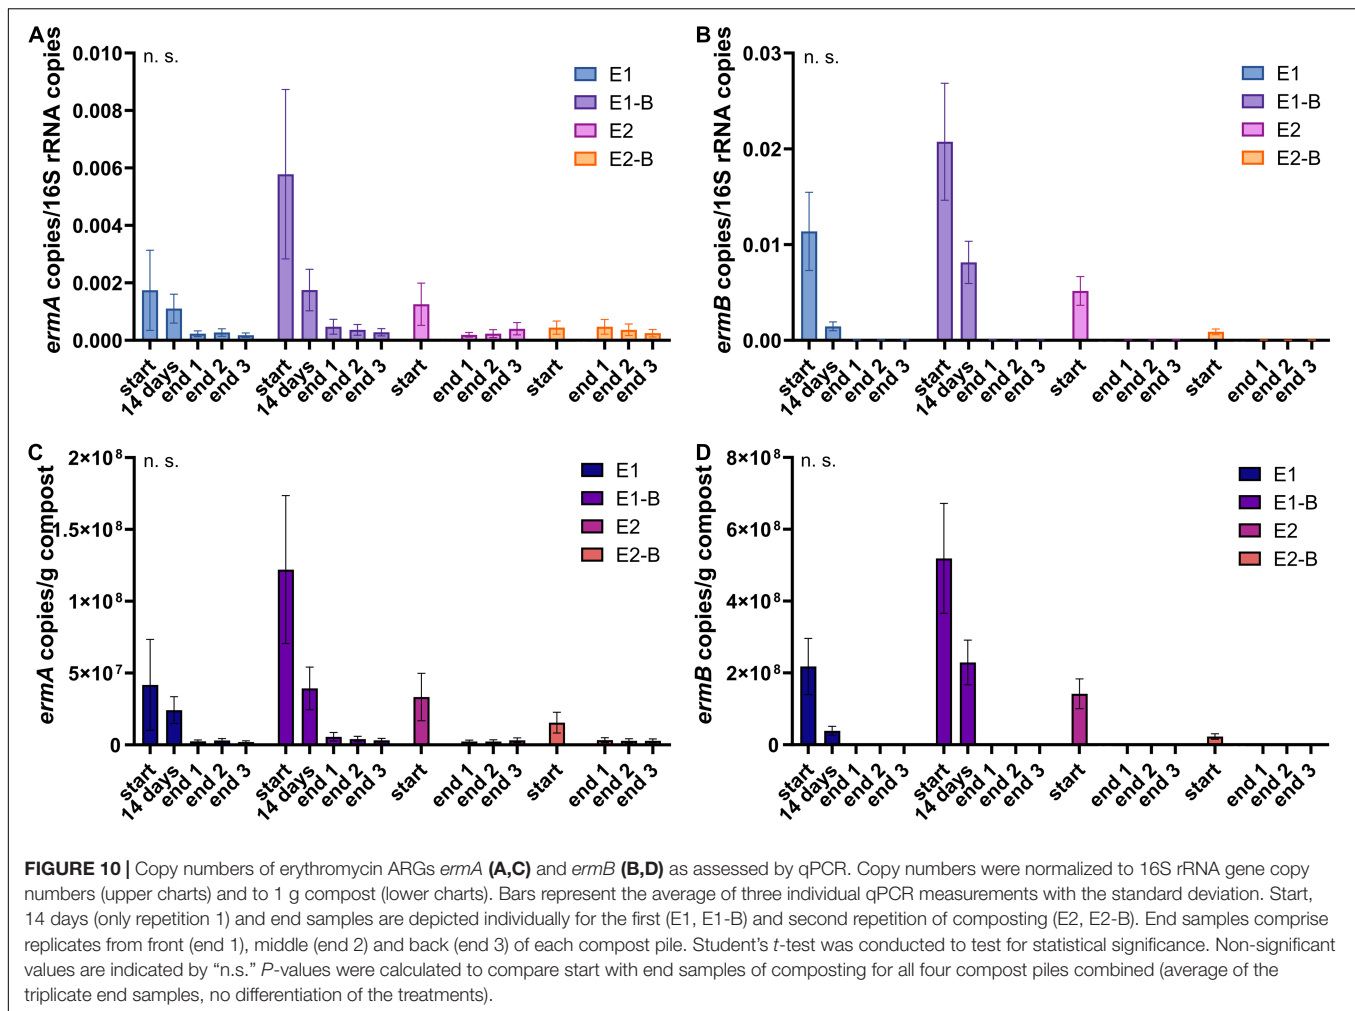 A
n. s.
ermA copies/16S rRNA copies
0.010
0.008
0.006
0.004
0.002
0.000
E1
E1-B
E2
E2-B
start
14 days
end 1
end 2
end 3
start
14 days
end 1
end 2
end 3
start
end 1
end 2
end 3
start
end 1
end 2
end 3
B
n. s.
ermB copies/16S rRNA copies
0.03
0.02
0.01
0.00
E1
E1-B
E2
E2-B
start
14 days
end 1
end 2
end 3
start
14 days
end 1
end 2
end 3
start
end 1
end 2
end 3
start
end 1
end 2
end 3
C
n. s.
ermA copies/g compost
2×10⁸
1.5×10⁸
1×10⁸
5×10⁷
0
E1
E1-B
E2
E2-B
start
14 days
end 1
end 2
end 3
start
14 days
end 1
end 2
end 3
start
end 1
end 2
end 3
start
end 1
end 2
end 3
D
n. s.
ermB copies/g compost
8×10⁸
6×10⁸
4×10⁸
2×10⁸
0
E1
E1-B
E2
E2-B
start
14 days
end 1
end 2
end 3
start
14 days
end 1
end 2
end 3
start
end 1
end 2
end 3
start
end 1
end 2
end 3
FIGURE 10 | Copy numbers of erythromycin ARGs ermA (A,C) and ermB (B,D) as assessed by qPCR. Copy numbers were normalized to 16S rRNA gene copy
numbers (upper charts) and to 1 g compost (lower charts). Bars represent the average of three individual qPCR measurements with the standard deviation. Start,
14 days (only repetition 1) and end samples are depicted individually for the first (E1, E1-B) and second repetition of composting (E2, E2-B). End samples comprise
replicates from front (end 1), middle (end 2) and back (end 3) of each compost pile. Student's t-test was conducted to test for statistical significance. Non-significant
values are indicated by "n.s." P-values were calculated to compare start with end samples of composting for all four compost piles combined (average of the
triplicate end samples, no differentiation of the treatments).